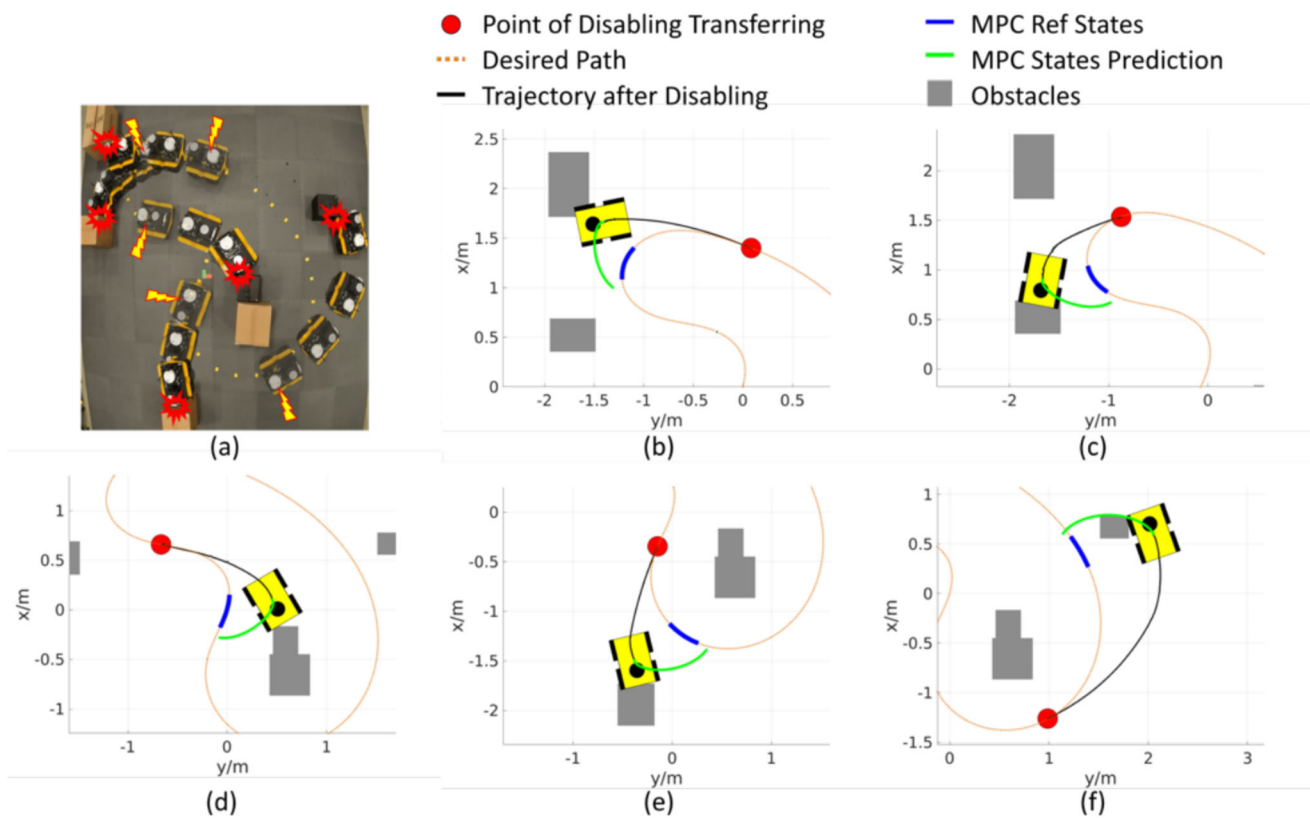 Point of Disabling Transferring
MPC Ref States
Desired Path
MPC States Prediction
Trajectory after Disabling
Obstacles
2.5
2
1.5
1
0.5
0
x/m
-2 -1.5 -1 -0.5 0 0.5
y/m
2
1.5
1
0.5
0
x/m
-2 -1 0
y/m
(a)
(b)
(c)
1
0.5
0
-0.5
-1
x/m
-1 0 1
y/m
0
-0.5
-1
-1.5
-2
x/m
-1 0 1
y/m
1
0.5
0
-0.5
-1
-1.5
x/m
0 1 2 3
y/m
(d)
(e)
(f)